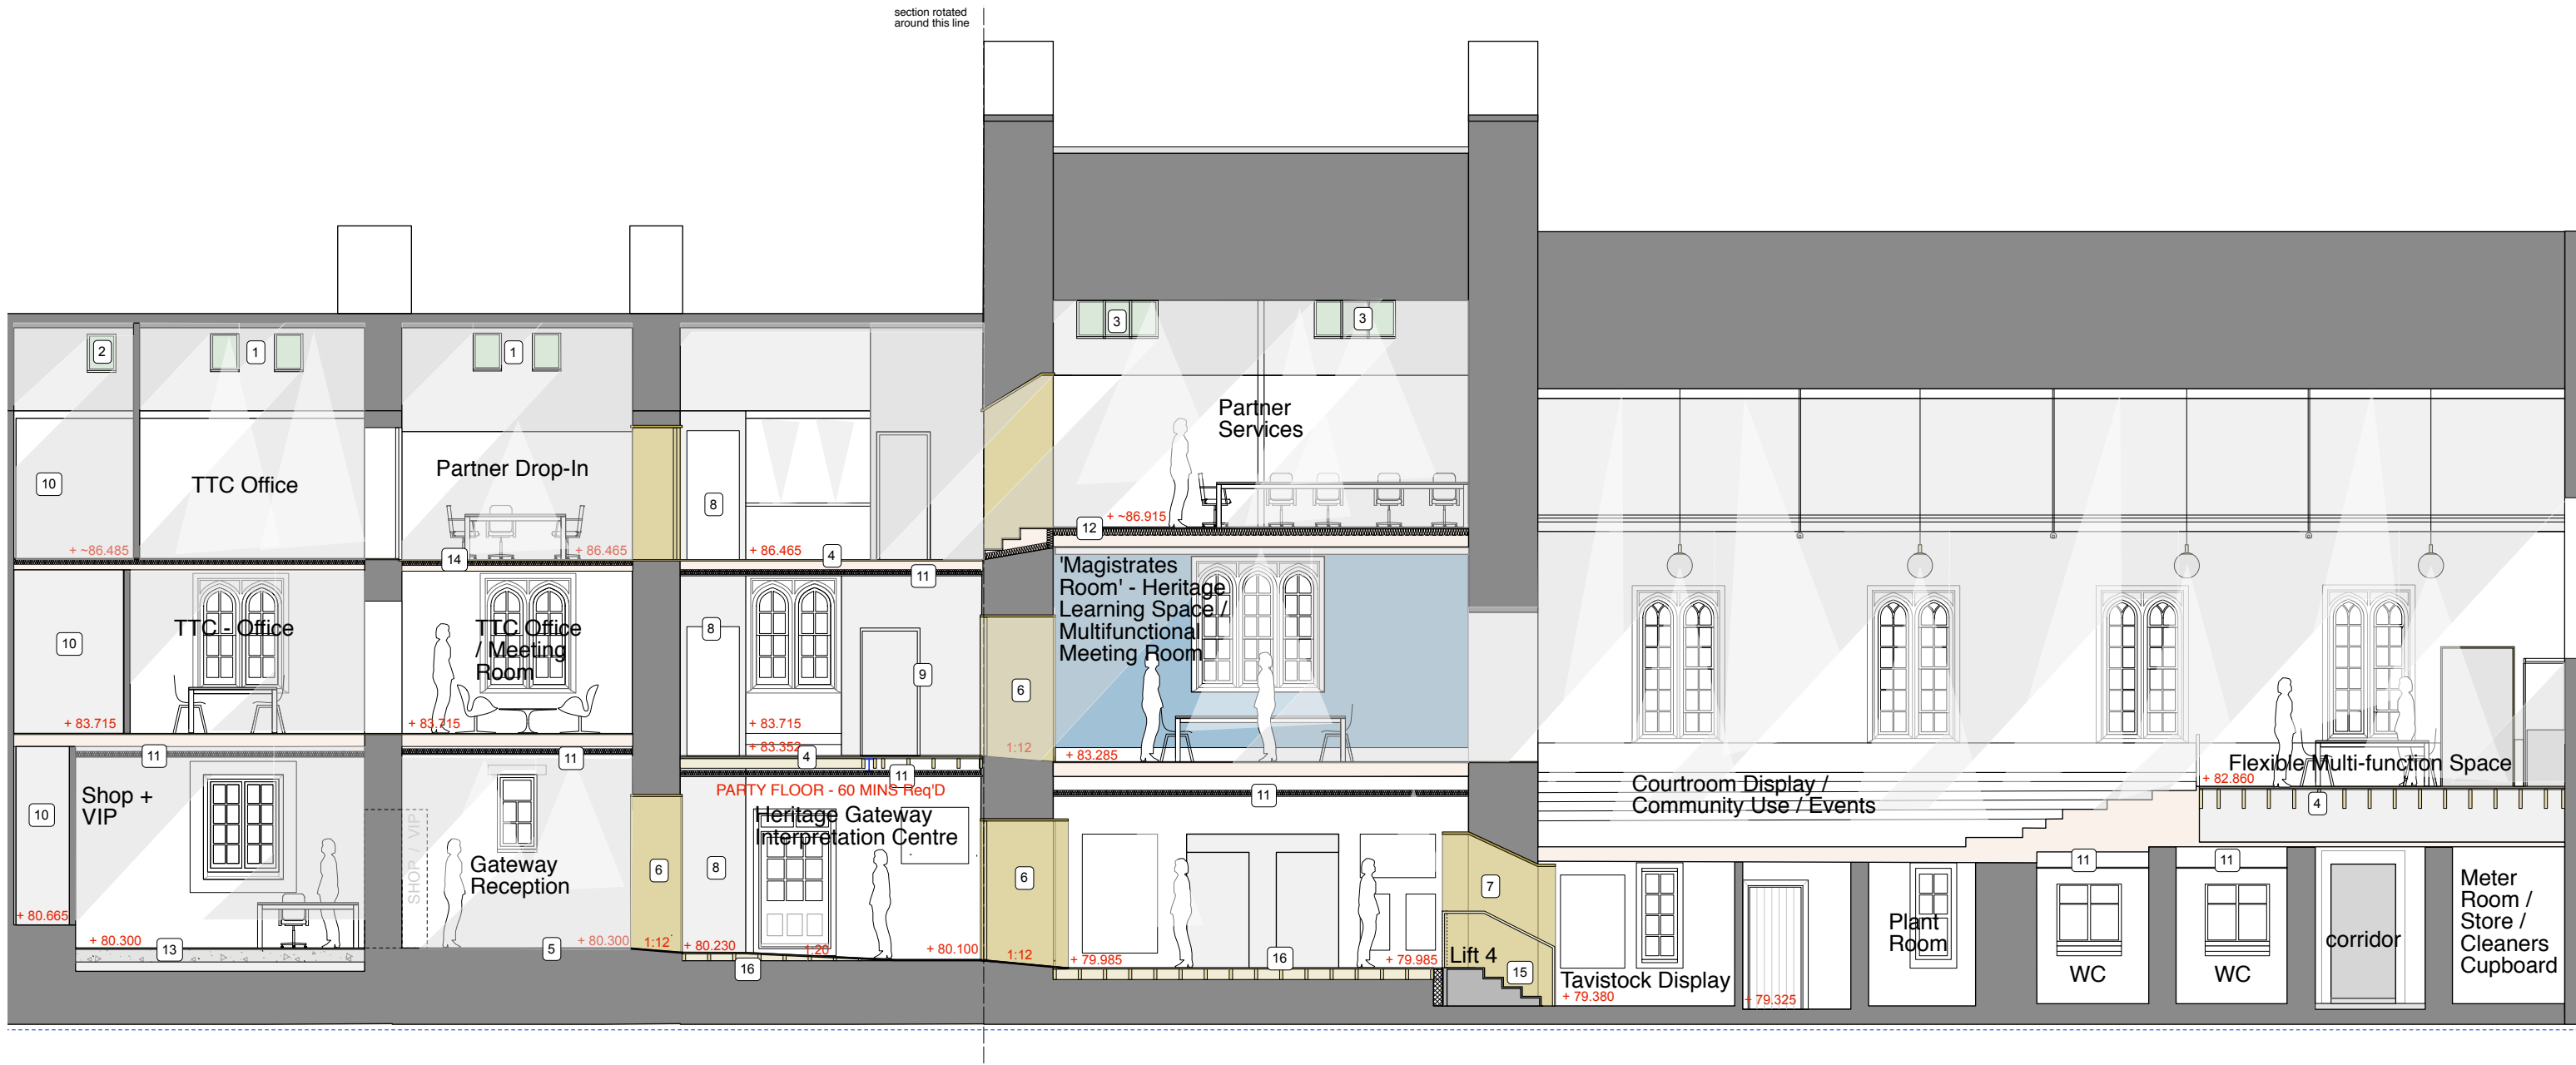 section rotated
around this line
3
3
2
1
1
Partner
Services
Partner Drop-In
TTC Office
10
8
+ ~86.915
12
+ ~86.485
+ 86.465
+ 86.465
4
14
11
'Magistrates
Room' - Heritage
Learning Space /
Multifunctional
Meeting Room
TTC - Office
TTC Office
/ Meeting
Room
10
8
9
6
+ 83.715
+ 83.715
+ 83.715
+ 83.352
1:12
+ 83.285
4
11
11
11
11
PARTY FLOOR - 60 MINS Req'D
Flexible Multi-function Space
+ 82.860
4
Courtroom Display /
Community Use / Events
Shop +
VIP
10
SHOP / VIP
Gateway
Reception
Heritage Gateway
Interpretation Centre
6
8
6
7
11
11
Meter
Room /
Store /
Cleaners
Cupboard
Plant
Room
corridor
WC
WC
+ 80.665
+ 80.300
13
5
+ 80.300
1:12
+ 80.230
1:20
+ 80.100
16
1:12
+ 79.985
16
+ 79.985
Lift 4
15
Tavistock Display
+ 79.380
+ 79.325